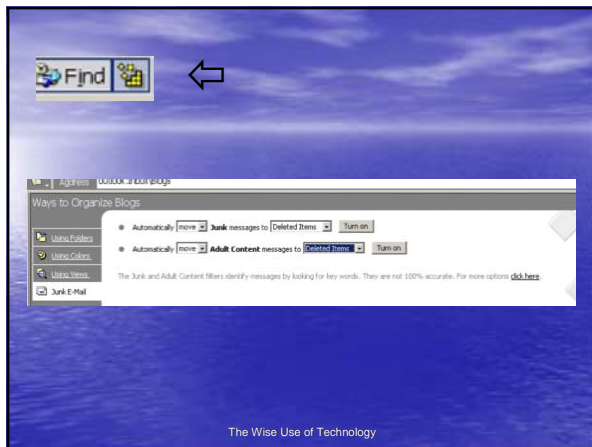 Find
Address Outlook:\Inbox\Blogs
Ways to Organize Blogs
Using Folders
Using Colors
Using Views
Junk E-Mail
Automatically move Junk messages to Deleted Items Turn on
Automatically move Adult Content messages to Deleted Items Turn on
The Junk and Adult Content filters identify messages by looking for key words. They are not 100% accurate. For more options click here.
The Wise Use of Technology